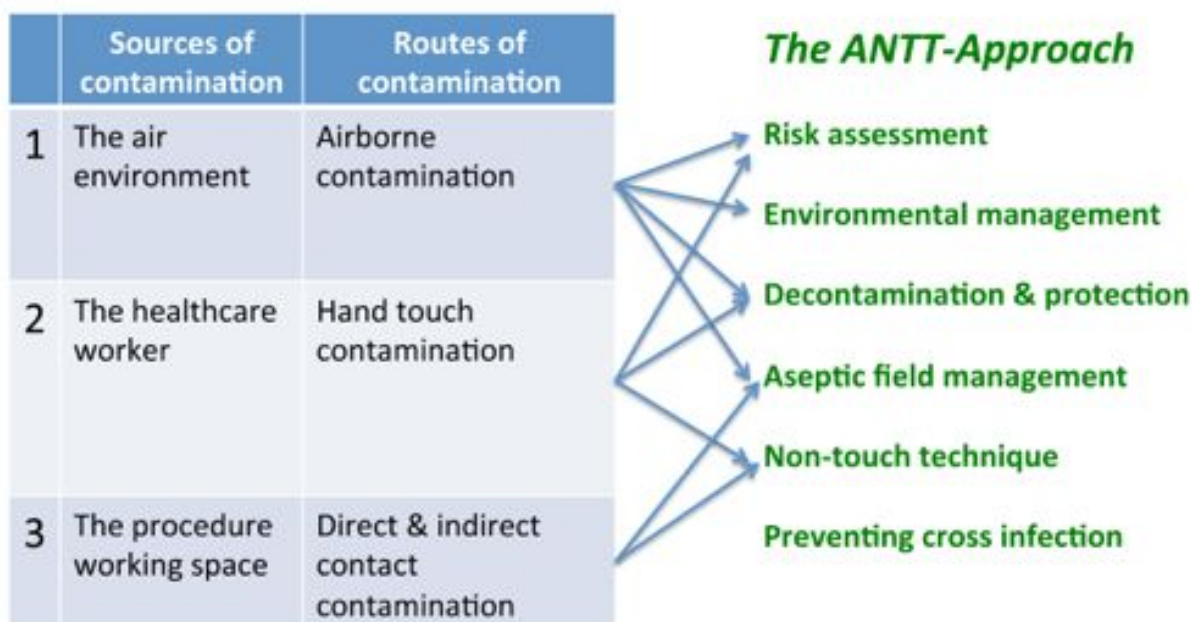 Sources of contamination
Routes of contamination
The ANTT-Approach
1
The air
environment
Airborne
contamination
2
The healthcare
worker
Hand touch
contamination
3
The procedure
working space
Direct & indirect
contact
contamination
Risk assessment
Environmental management
Decontamination & protection
Aseptic field management
Non-touch technique
Preventing cross infection